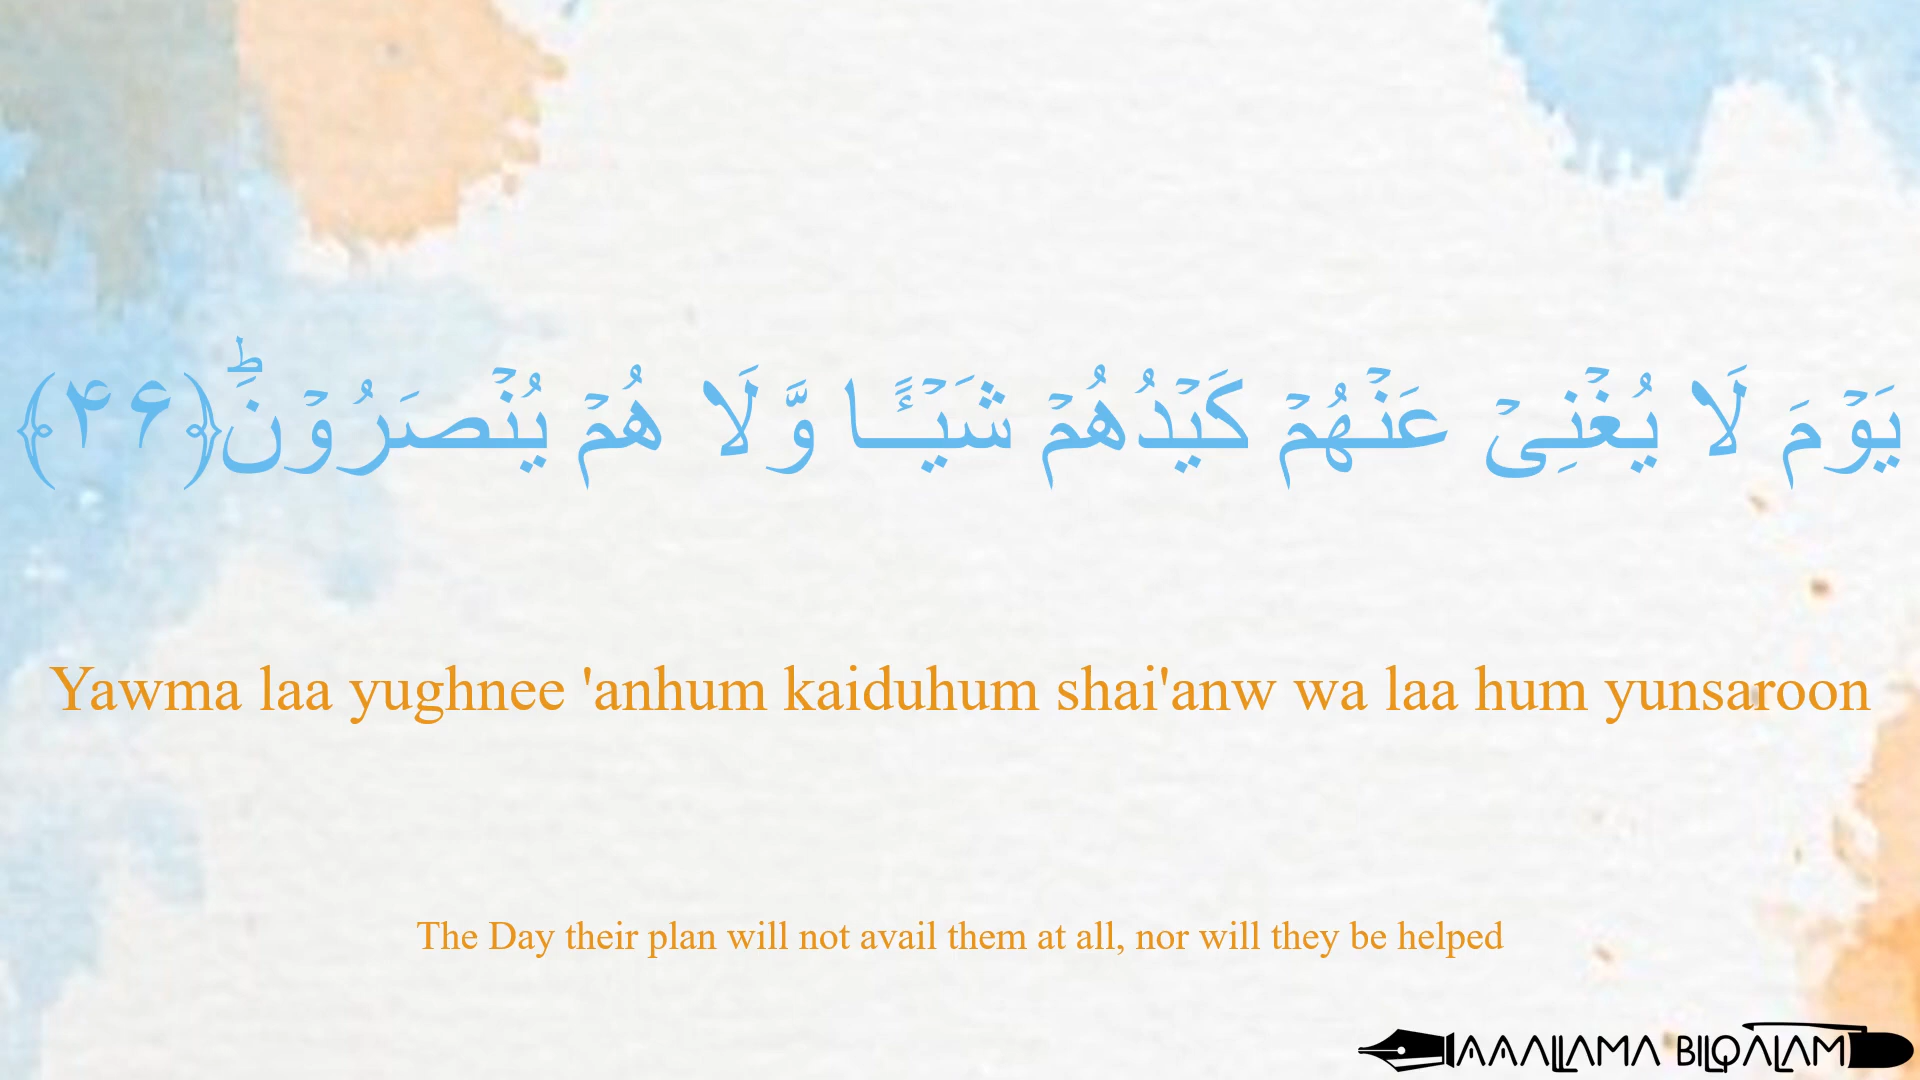 يَوۡمَ لَا يُغۡنِىۡ عَنۡهُمۡ كَيۡدُهُمۡ شَيۡـــًٔا وَّلَا هُمۡ يُنۡصَرُوۡنَؕ‏﴿۴۶﴾
Yawma laa yughnee 'anhum kaiduhum shai'anw wa laa hum yunsaroon
The Day their plan will not avail them at all, nor will they be helped
AAALLAMA BILQALAM